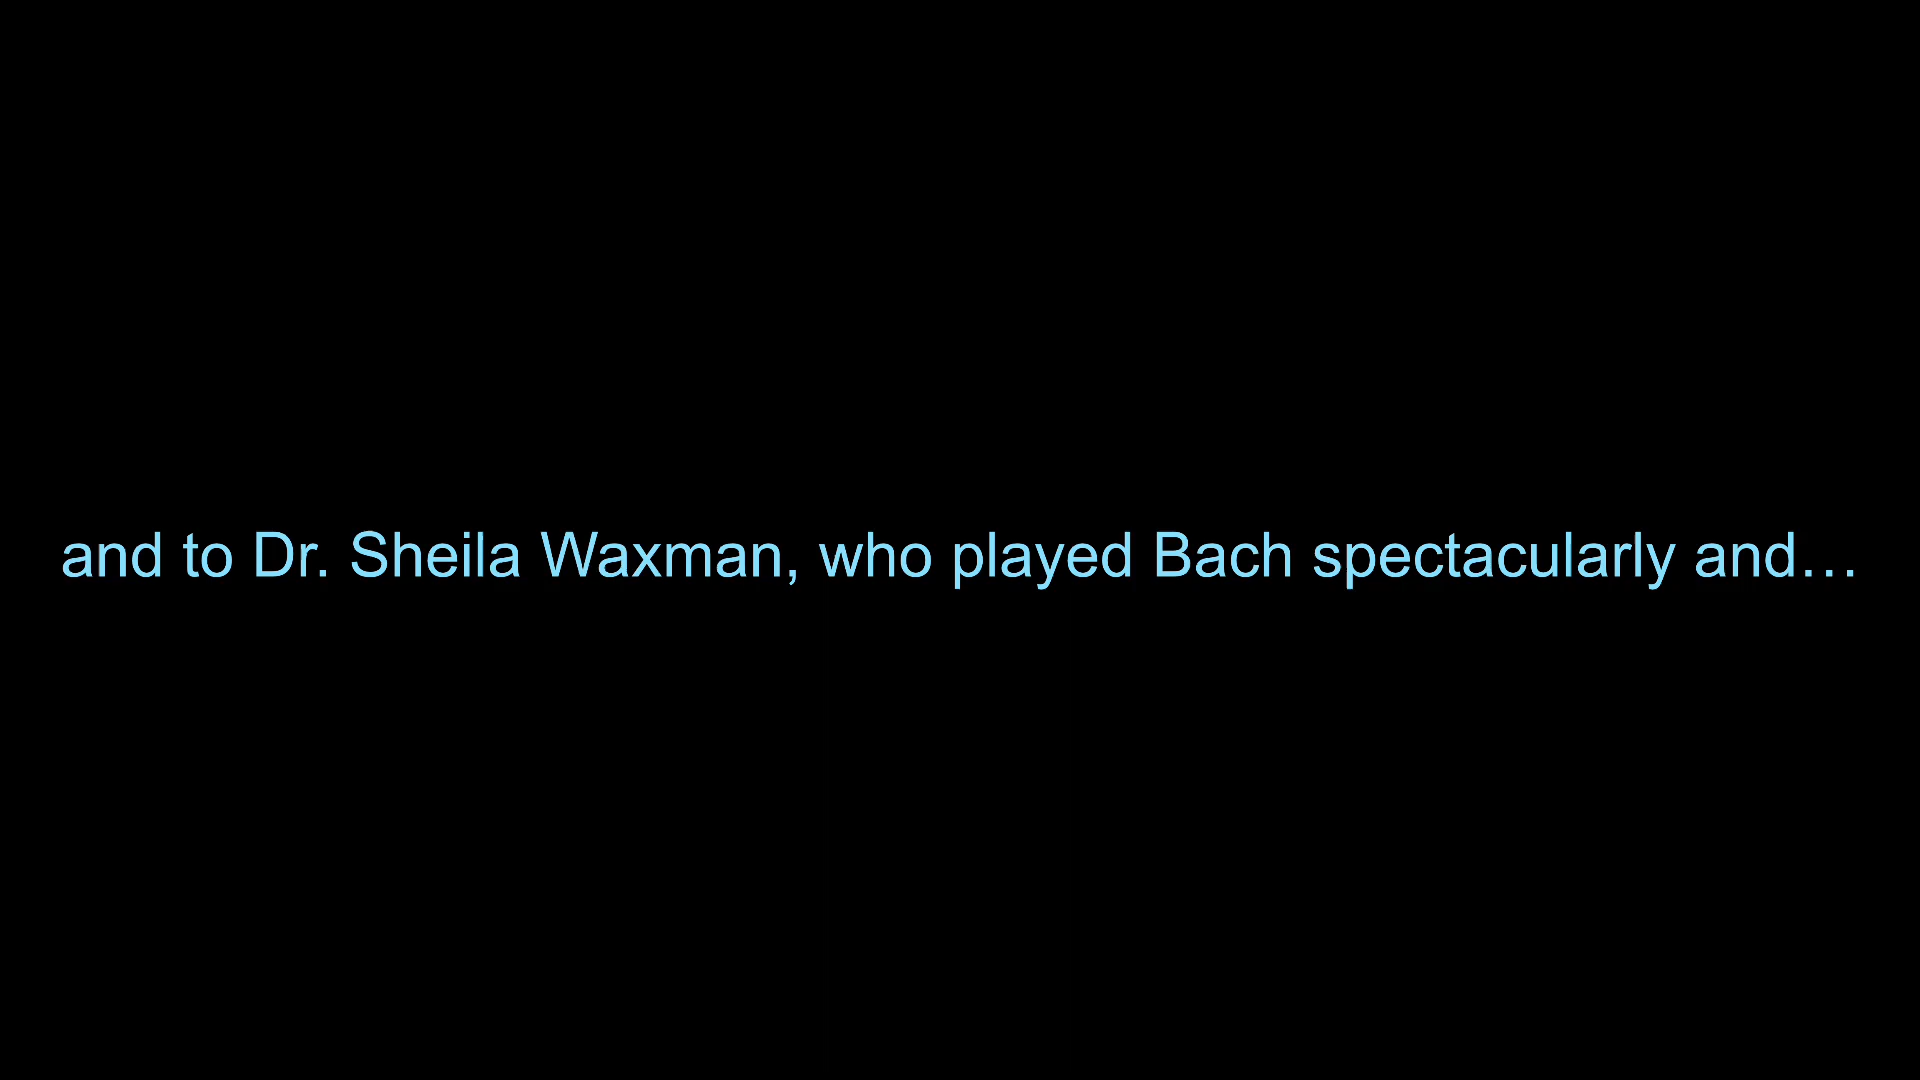 and to Dr. Sheila Waxman, who played Bach spectacularly and…